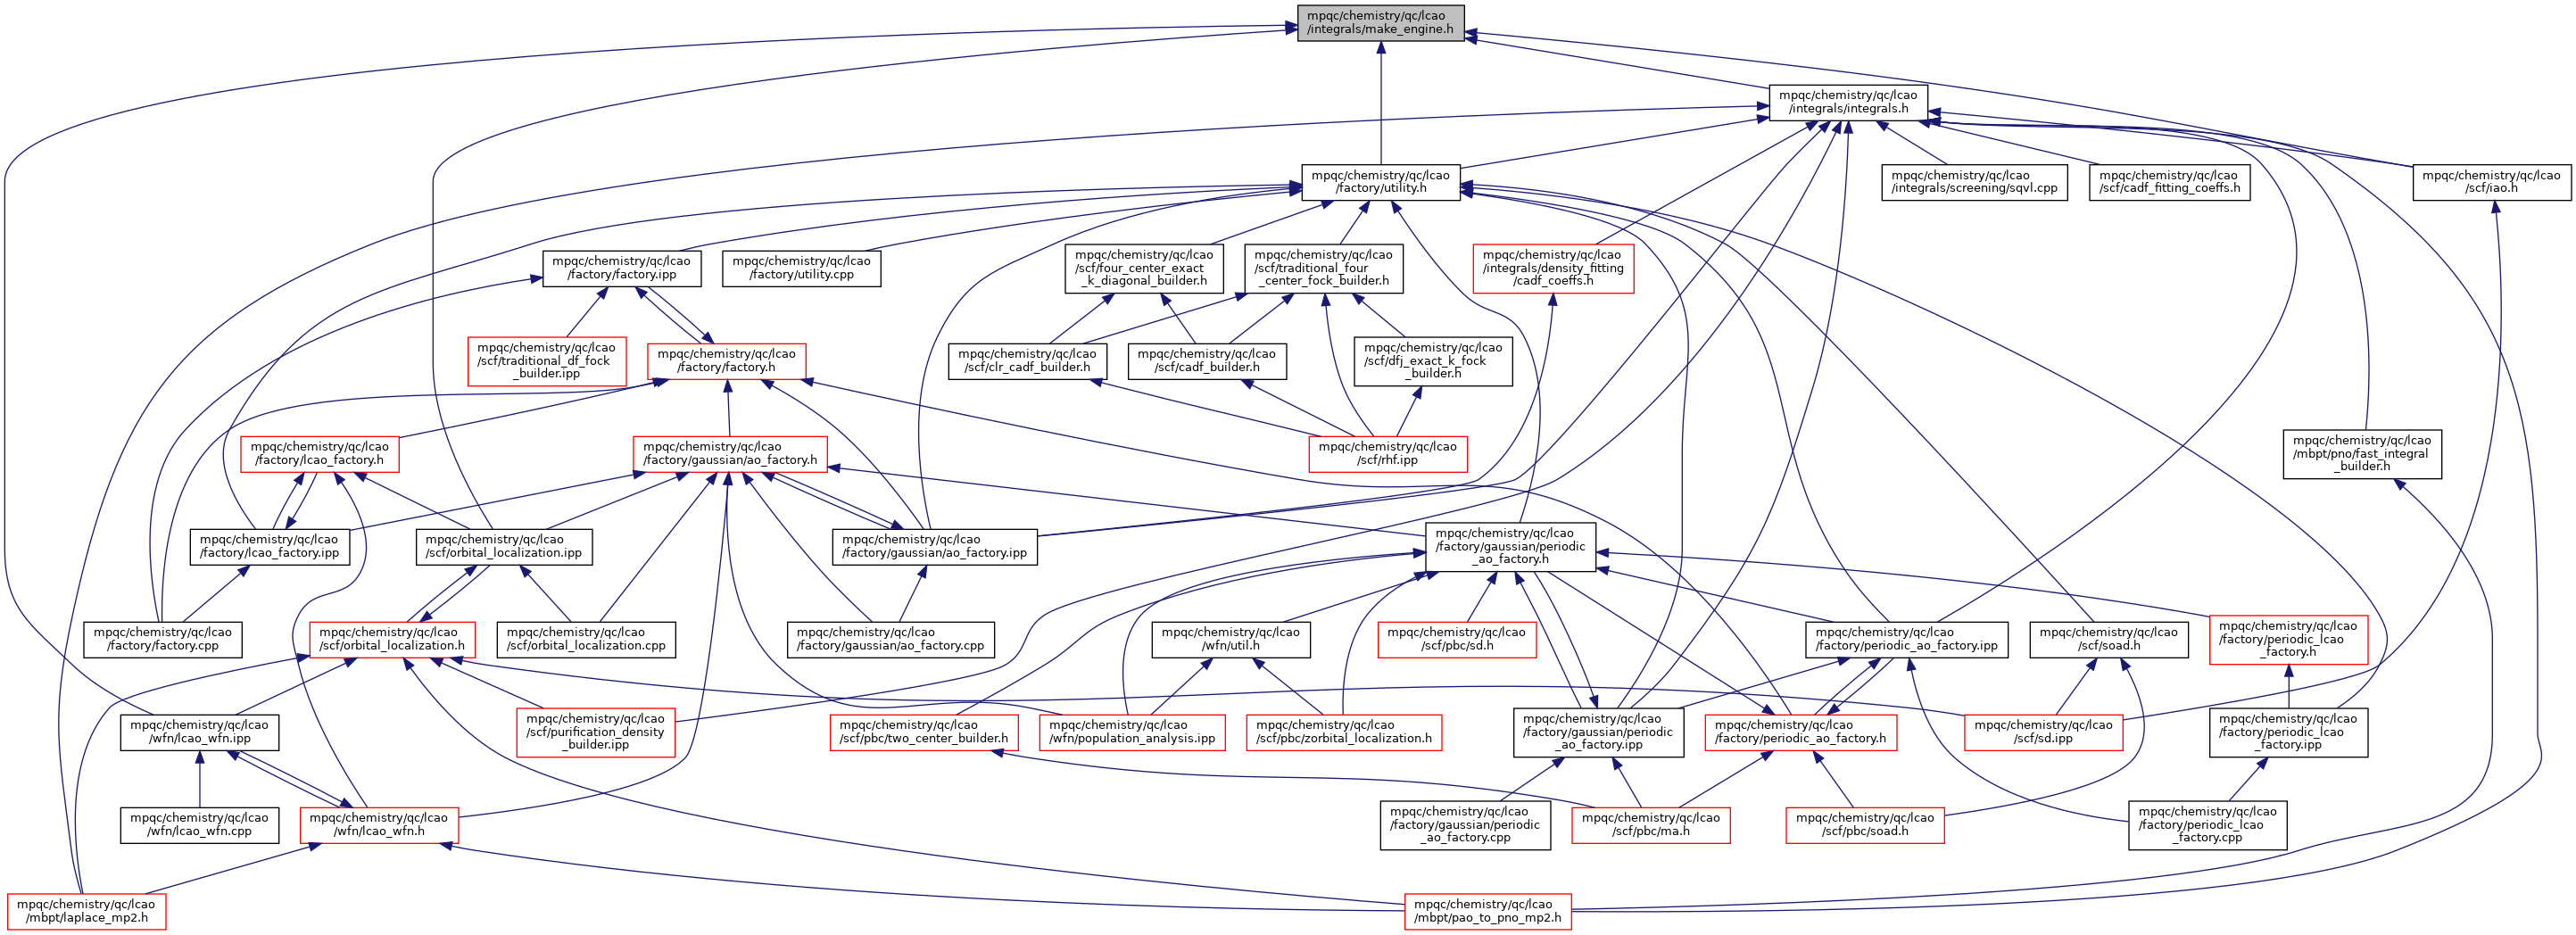 mpqc/chemistry/qc/lcao
/integrals/make_engine.h
mpqc/chemistry/qc/lcao
/integrals/integrals.h
mpqc/chemistry/qc/lcao
/factory/utility.h
mpqc/chemistry/qc/lcao
/integrals/screening/sqvl.cpp
mpqc/chemistry/qc/lcao
/scf/cadf_fitting_coeffs.h
mpqc/chemistry/qc/lcao
/scf/iao.h
mpqc/chemistry/qc/lcao
/factory/factory.ipp
mpqc/chemistry/qc/lcao
/factory/utility.cpp
mpqc/chemistry/qc/lcao
/scf/four_center_exact
_k_diagonal_builder.h
mpqc/chemistry/qc/lcao
/scf/traditional_four
_center_fock_builder.h
mpqc/chemistry/qc/lcao
/integrals/density_fitting
/cadf_coeffs.h
mpqc/chemistry/qc/lcao
/scf/traditional_df_fock
_builder.ipp
mpqc/chemistry/qc/lcao
/factory/factory.h
mpqc/chemistry/qc/lcao
/scf/clr_cadf_builder.h
mpqc/chemistry/qc/lcao
/scf/cadf_builder.h
mpqc/chemistry/qc/lcao
/scf/dfj_exact_k_fock
_builder.h
mpqc/chemistry/qc/lcao
/factory/lcao_factory.h
mpqc/chemistry/qc/lcao
/factory/gaussian/ao_factory.h
mpqc/chemistry/qc/lcao
/scf/rhf.ipp
mpqc/chemistry/qc/lcao
/mbpt/pno/fast_integral
_builder.h
mpqc/chemistry/qc/lcao
/factory/lcao_factory.ipp
mpqc/chemistry/qc/lcao
/scf/orbital_localization.ipp
mpqc/chemistry/qc/lcao
/factory/gaussian/ao_factory.ipp
mpqc/chemistry/qc/lcao
/factory/gaussian/periodic
_ao_factory.h
mpqc/chemistry/qc/lcao
/factory/factory.cpp
mpqc/chemistry/qc/lcao
/scf/orbital_localization.h
mpqc/chemistry/qc/lcao
/scf/orbital_localization.cpp
mpqc/chemistry/qc/lcao
/factory/gaussian/ao_factory.cpp
mpqc/chemistry/qc/lcao
/wfn/util.h
mpqc/chemistry/qc/lcao
/scf/pbc/sd.h
mpqc/chemistry/qc/lcao
/factory/periodic_ao_factory.ipp
mpqc/chemistry/qc/lcao
/scf/soad.h
mpqc/chemistry/qc/lcao
/factory/periodic_lcao
_factory.h
mpqc/chemistry/qc/lcao
/wfn/lcao_wfn.ipp
mpqc/chemistry/qc/lcao
/scf/purification_density
_builder.ipp
mpqc/chemistry/qc/lcao
/scf/pbc/two_center_builder.h
mpqc/chemistry/qc/lcao
/wfn/population_analysis.ipp
mpqc/chemistry/qc/lcao
/scf/pbc/zorbital_localization.h
mpqc/chemistry/qc/lcao
/factory/gaussian/periodic
_ao_factory.ipp
mpqc/chemistry/qc/lcao
/factory/periodic_ao_factory.h
mpqc/chemistry/qc/lcao
/scf/sd.ipp
mpqc/chemistry/qc/lcao
/factory/periodic_lcao
_factory.ipp
mpqc/chemistry/qc/lcao
/wfn/lcao_wfn.cpp
mpqc/chemistry/qc/lcao
/wfn/lcao_wfn.h
mpqc/chemistry/qc/lcao
/factory/gaussian/periodic
_ao_factory.cpp
mpqc/chemistry/qc/lcao
/scf/pbc/ma.h
mpqc/chemistry/qc/lcao
/scf/pbc/soad.h
mpqc/chemistry/qc/lcao
/factory/periodic_lcao
_factory.cpp
mpqc/chemistry/qc/lcao
/mbpt/laplace_mp2.h
mpqc/chemistry/qc/lcao
/mbpt/pao_to_pno_mp2.h